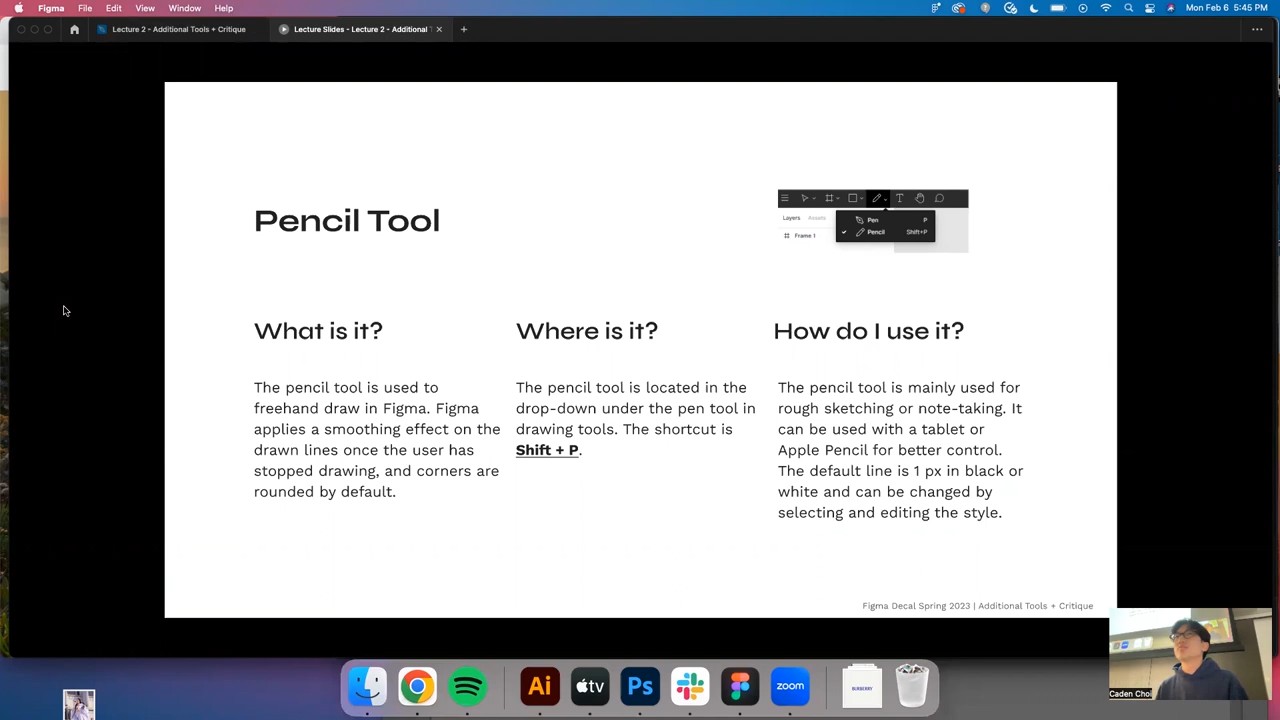 Figma File Edit View Window Help Mon Feb 6 5:45 PM
Lecture 2 - Additional Tools + Critique Lecture Slides - Lecture 2 - Additional
Pencil Tool
Layers Assets
Frame 1
Pen P
Pencil Shift+P
What is it?
The pencil tool is used to
freehand draw in Figma. Figma
applies a smoothing effect on the
drawn lines once the user has
stopped drawing, and corners are
rounded by default.
Where is it?
The pencil tool is located in the
drop-down under the pen tool in
drawing tools. The shortcut is
Shift + P.
How do I use it?
The pencil tool is mainly used for
rough sketching or note-taking. It
can be used with a tablet or
Apple Pencil for better control.
The default line is 1 px in black or
white and can be changed by
selecting and editing the style.
Figma Decal Spring 2023 | Additional Tools + Critique
Caden Choi
Ai
tv
Ps
zoom
BURBERRY